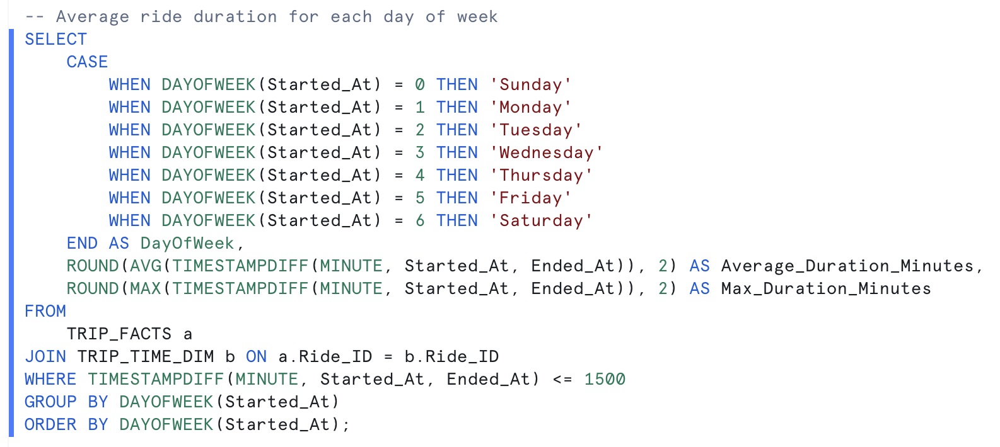 -- Average ride duration for each day of week
SELECT
    CASE
        WHEN DAYOFWEEK(Started_At) = 0 THEN 'Sunday'
        WHEN DAYOFWEEK(Started_At) = 1 THEN 'Monday'
        WHEN DAYOFWEEK(Started_At) = 2 THEN 'Tuesday'
        WHEN DAYOFWEEK(Started_At) = 3 THEN 'Wednesday'
        WHEN DAYOFWEEK(Started_At) = 4 THEN 'Thursday'
        WHEN DAYOFWEEK(Started_At) = 5 THEN 'Friday'
        WHEN DAYOFWEEK(Started_At) = 6 THEN 'Saturday'
    END AS DayOfWeek,
    ROUND(AVG(TIMESTAMPDIFF(MINUTE, Started_At, Ended_At)), 2) AS Average_Duration_Minutes,
    ROUND(MAX(TIMESTAMPDIFF(MINUTE, Started_At, Ended_At)), 2) AS Max_Duration_Minutes
FROM
    TRIP_FACTS a
JOIN TRIP_TIME_DIM b ON a.Ride_ID = b.Ride_ID
WHERE TIMESTAMPDIFF(MINUTE, Started_At, Ended_At) <= 1500
GROUP BY DAYOFWEEK(Started_At)
ORDER BY DAYOFWEEK(Started_At);